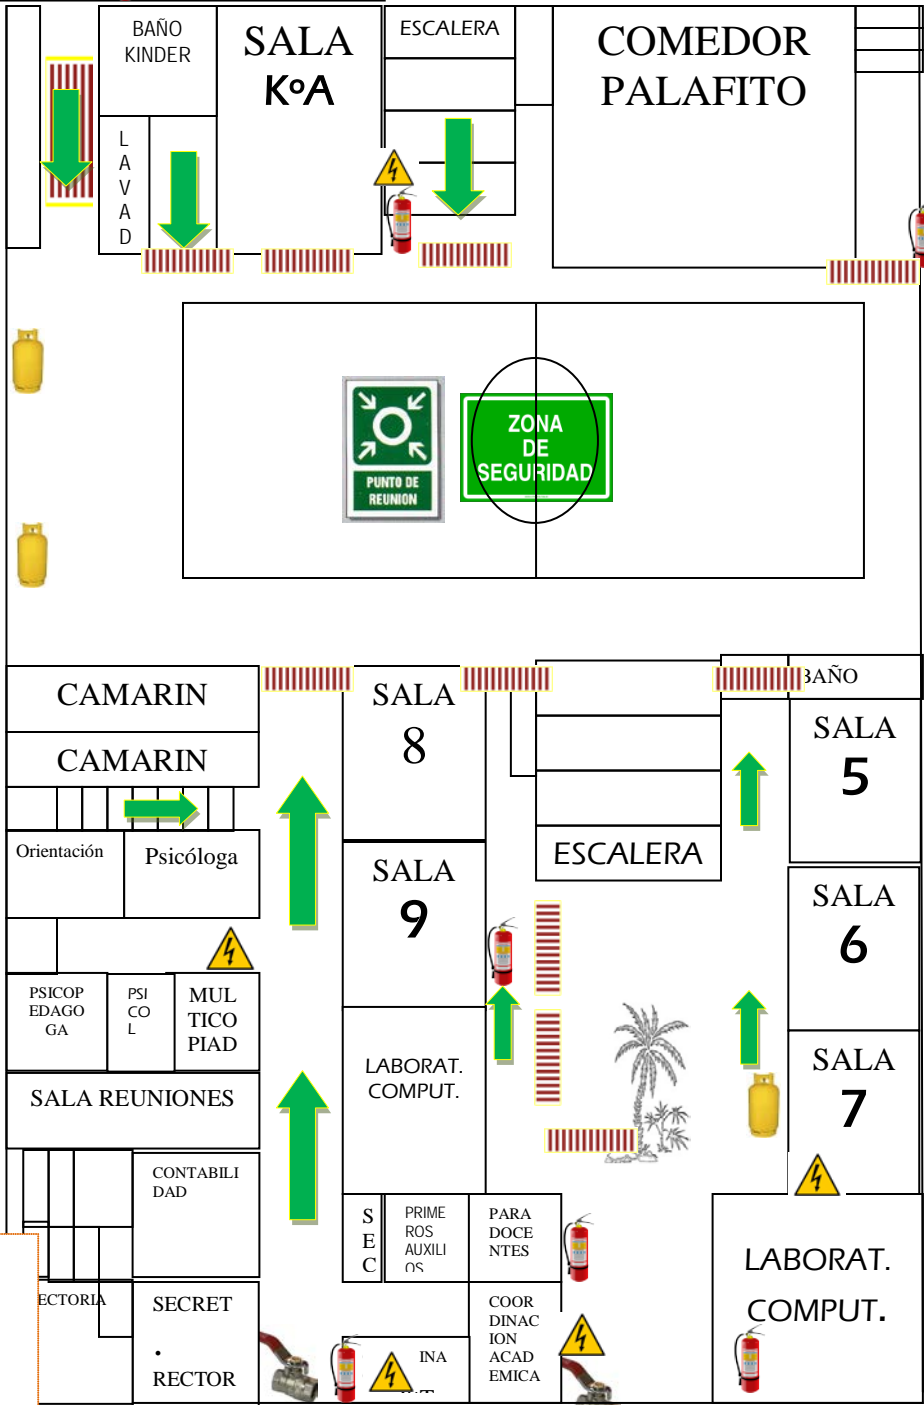 BAÑO
KINDER
SALA
KºA
ESCALERA
COMEDOR
PALAFITO
L
A
V
A
D
PUNTO DE
REUNION
ZONA
DE
SEGURIDAD
CAMARIN
CAMARIN
SALA
8
BAÑO
SALA
5
Orientación
Psicóloga
SALA
9
ESCALERA
SALA
6
PSICOP
EDAGO
GA
PSI
CO
L
MUL
TICO
PIAD
SALA REUNIONES
LABORAT.
COMPUT.
SALA
7
CONTABILI
DAD
S
E
C
PRIME
ROS
AUXILI
OS
PARA
DOCE
NTES
LABORAT.
COMPUT.
ECTORIA
SECRET
.
RECTOR
INA
COOR
DINAC
ION
ACAD
EMICA